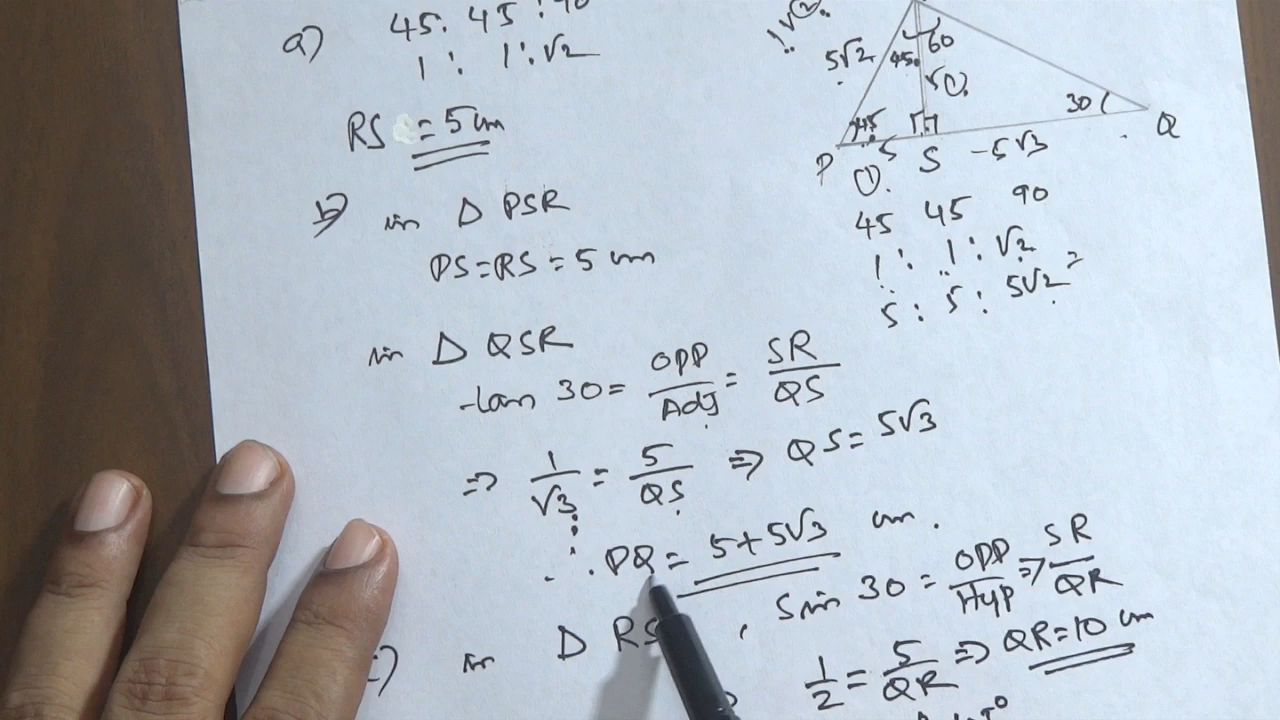 a) 45: 45 : 90
1 : 1 : √2
RS = 5 cm
b) in Δ PSR
PS = RS = 5 cm
in Δ QSR
tan 30 = OPP/Adj = SR/QS
⇒ 1/√3 = 5/QS ⇒ QS = 5√3
∴ PQ = 5+5√3 cm.
in Δ RS
, Sin 30 = OPP/Hyp ⇒ SR/QR
1/2 = 5/QR ⇒ QR = 10 cm
5√2
45
60
30
45
P
5
S
5√3
Q
①.
45 45 90
1 : 1 : √2
5 : 5 : 5√2